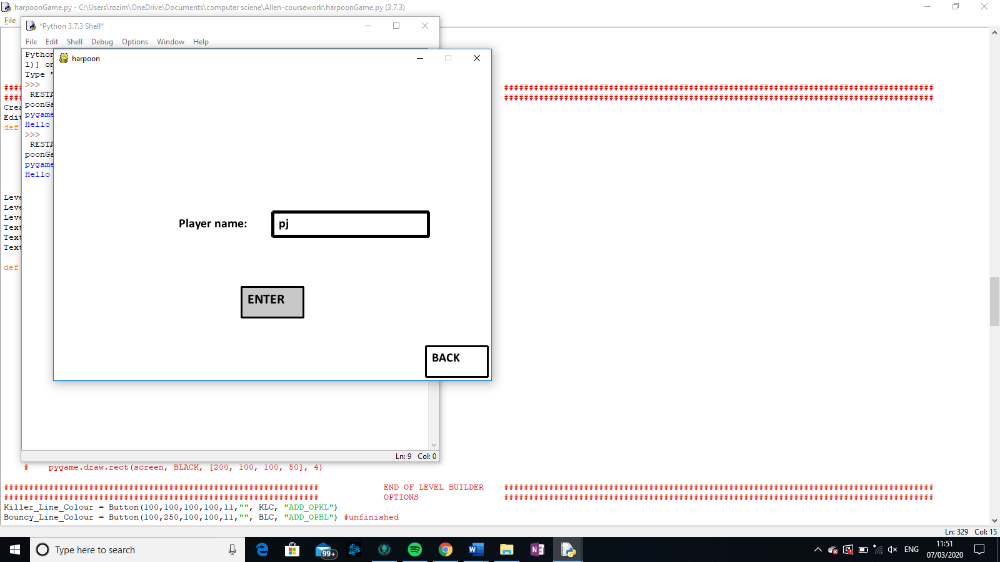 harpoonGame.py - C:\Users\rozim\OneDrive\Documents\computer sciene\Allen-coursework\harpoonGame.py (3.7.3)
File
*Python 3.7.3 Shell*
File Edit Shell Debug Options Window Help
Python
l)] on
Type "
>>>
RESTA
poonGa
pygame
Hello
>>>
RESTA
poonGa
pygame
Hello
harpoon
Player name:
pj
ENTER
BACK
Ln: 9 Col: 0
####
######################################################################################
####
######################################################################################
Crea
Edit
def
Leve
Leve
Leve
Text
Text
Text
def
# pygame.draw.rect(screen, BLACK, [200, 100, 100, 50], 4)
############################################################### END OF LEVEL BUILDER ######################################################################################
############################################################### OPTIONS ######################################################################################
Killer_Line_Colour = Button(100,100,100,100,11,"", KLC, "ADD_OPKL")
Bouncy_Line_Colour = Button(100,250,100,100,11,"", BLC, "ADD_OPBL") #unfinished
Ln: 329 Col: 15
Type here to search
99+
ENG
11:51
07/03/2020